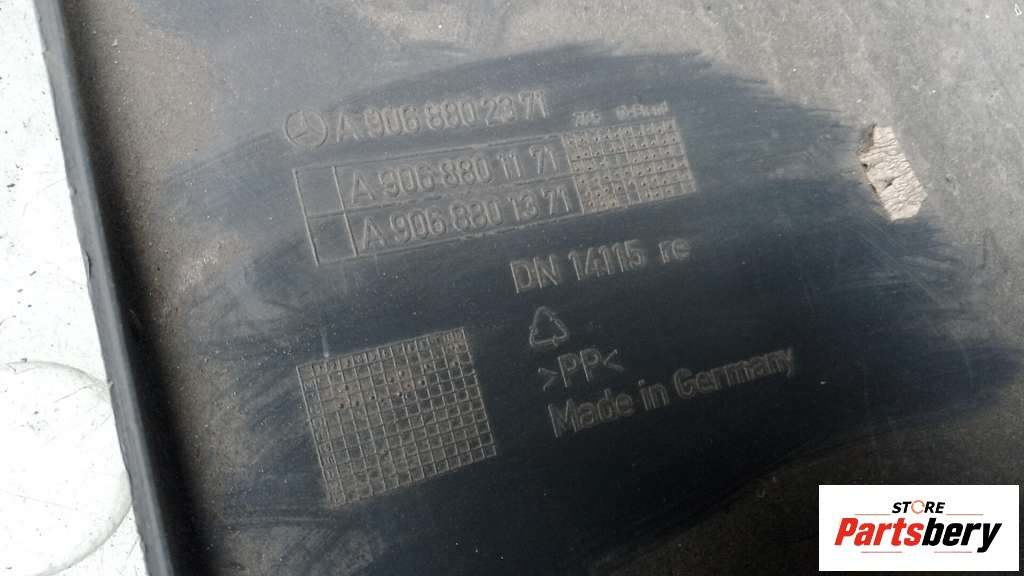 A 906 880 23 71
A 906 880 11 71
A 906 880 13 71
DN 14115 re
>PP<
Made in Germany
STORE
Partsbery